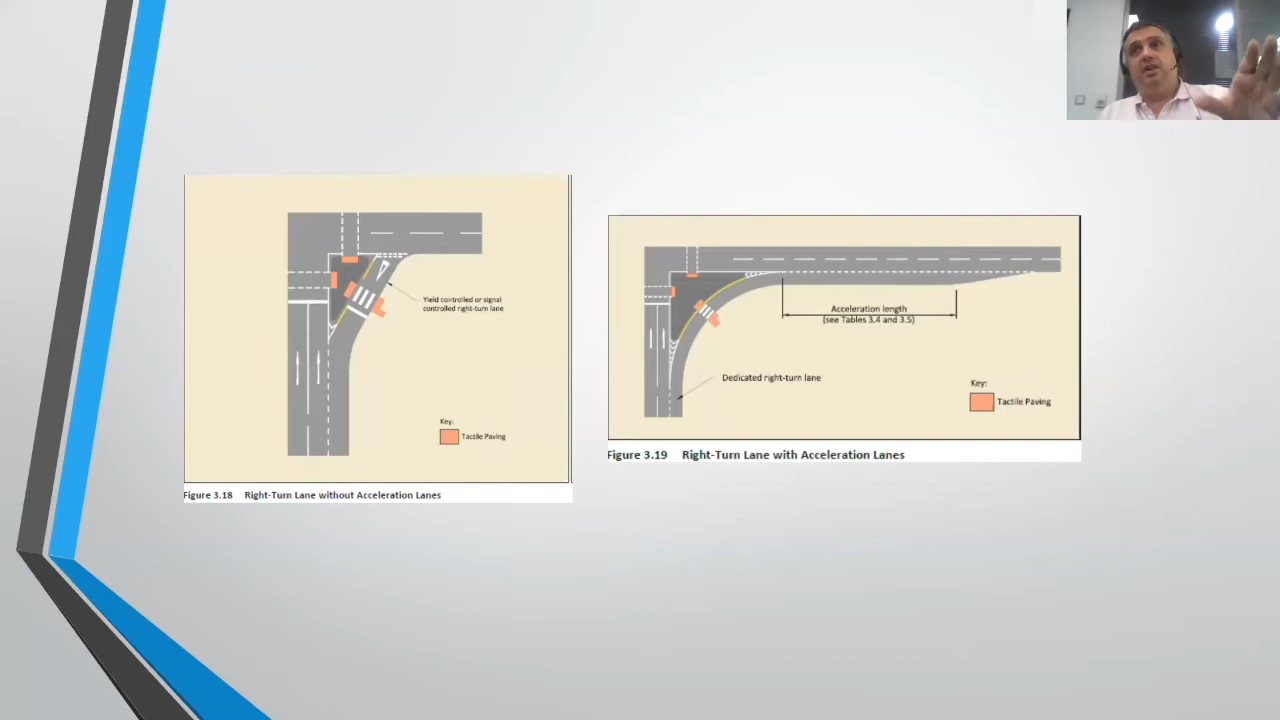 Yield controlled or signal
controlled right-turn lane
Key:
Tactile Paving
Figure 3.18 Right-Turn Lane without Acceleration Lanes
Acceleration length
(see Tables 3.4 and 3.5)
Dedicated right-turn lane
Key:
Tactile Paving
Figure 3.19 Right-Turn Lane with Acceleration Lanes